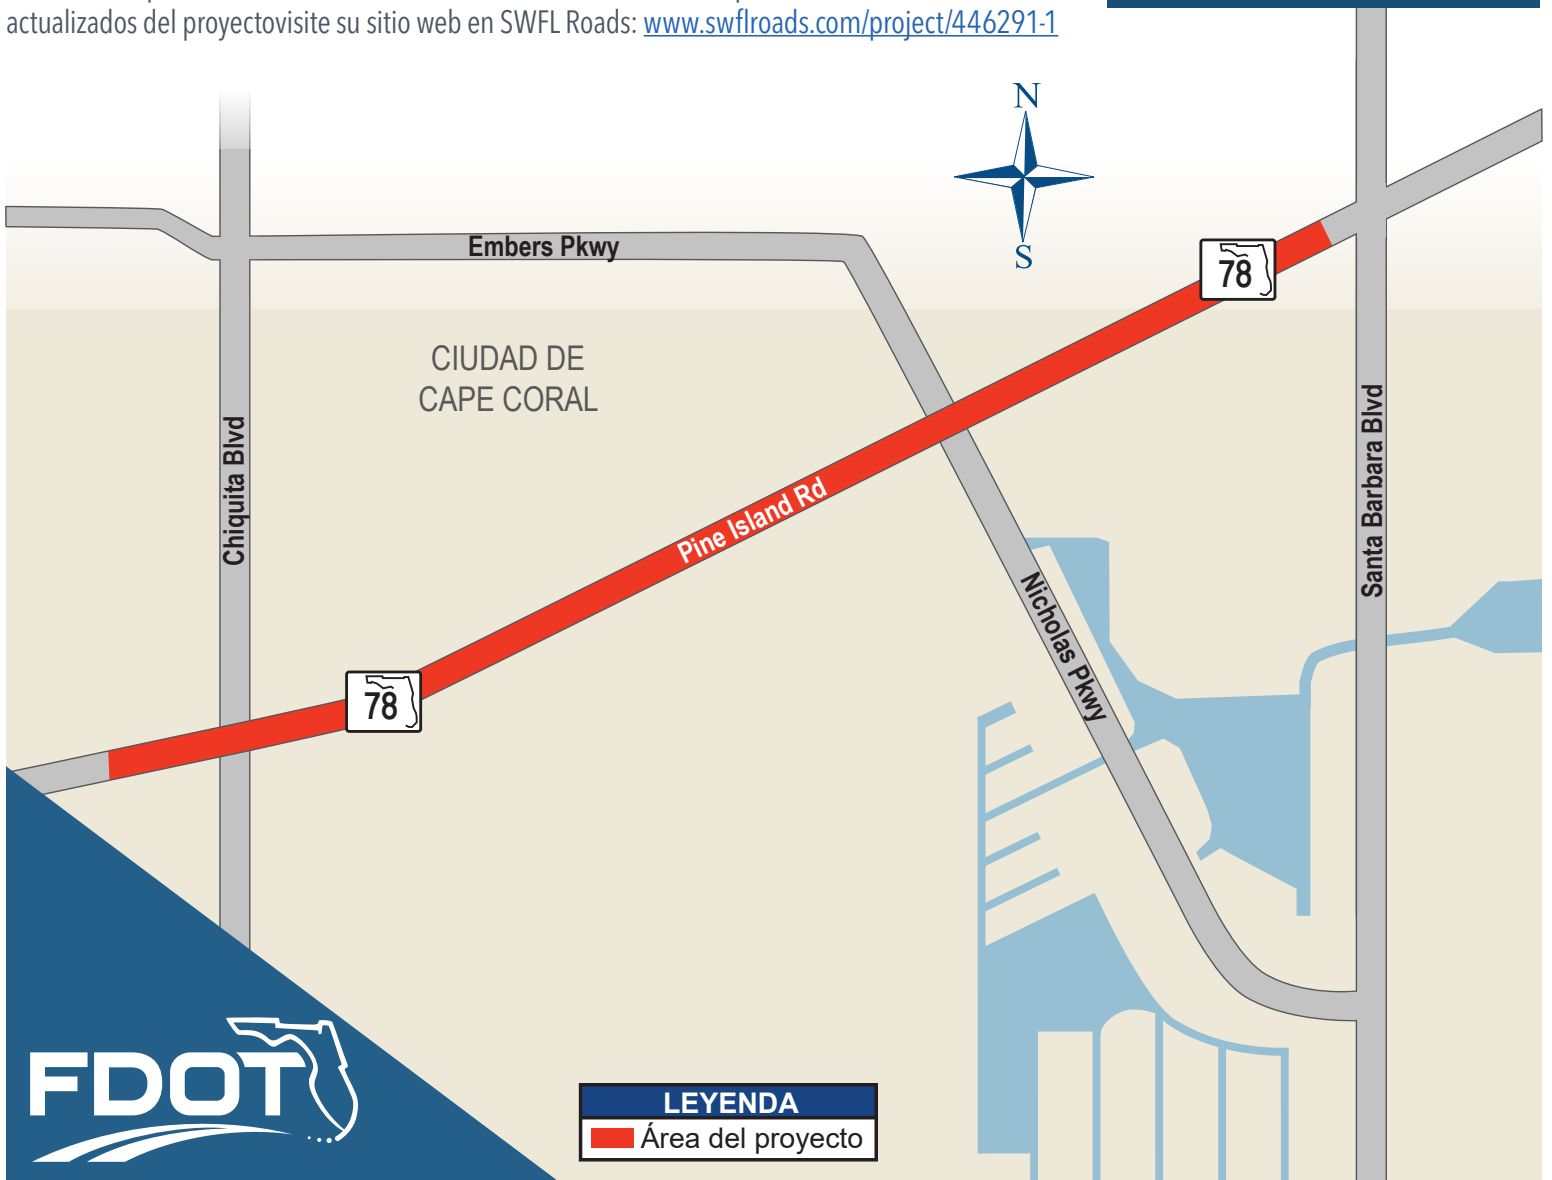 actualizados del proyectovisite su sitio web en SWFL Roads: www.swflroads.com/project/446291-1
N
S
Embers Pkwy
78
CIUDAD DE
CAPE CORAL
Chiquita Blvd
Santa Barbara Blvd
Pine Island Rd
Nicholas Pkwy
78
FDOT
LEYENDA
Área del proyecto